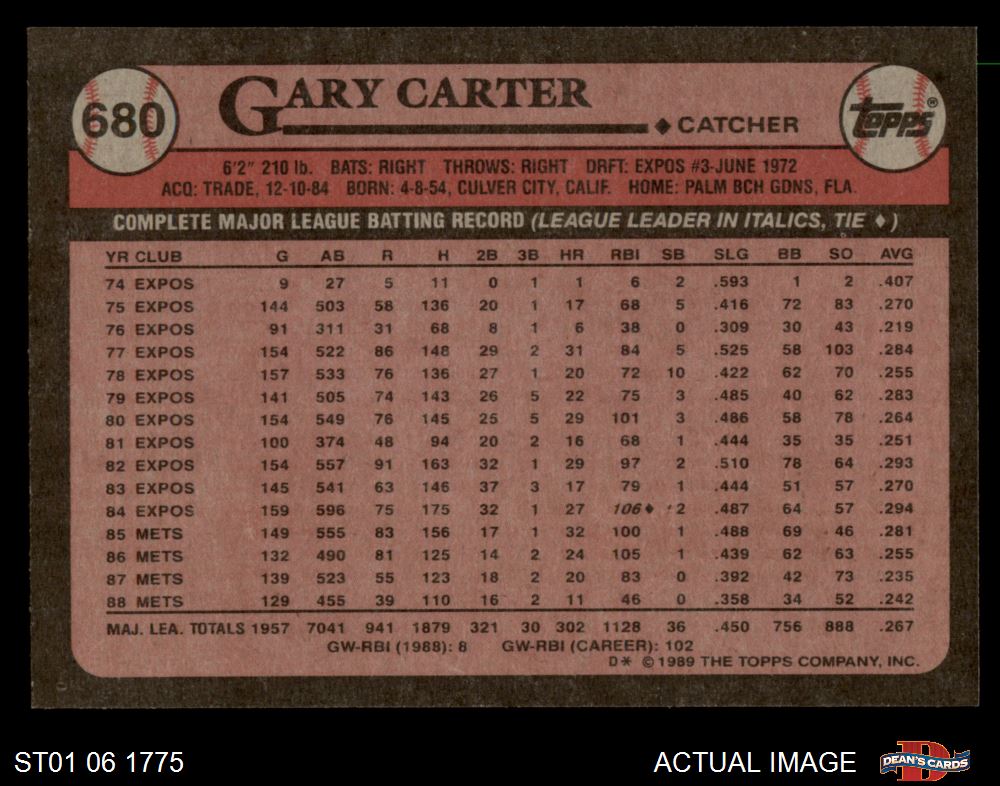 680
GARY CARTER
◆ CATCHER
Topps®
6'2" 210 lb. BATS: RIGHT THROWS: RIGHT DRFT: EXPOS #3-JUNE 1972
ACQ: TRADE, 12-10-84 BORN: 4-8-54, CULVER CITY, CALIF. HOME: PALM BCH GDNS, FLA.
COMPLETE MAJOR LEAGUE BATTING RECORD (LEAGUE LEADER IN ITALICS, TIE ◆)
YR CLUB G AB R H 2B 3B HR RBI SB SLG BB SO AVG
74 EXPOS 9 27 5 11 0 1 1 6 2 .593 1 2 .407
75 EXPOS 144 503 58 136 20 1 17 68 5 .416 72 83 .270
76 EXPOS 91 311 31 68 8 1 6 38 0 .309 30 43 .219
77 EXPOS 154 522 86 148 29 2 31 84 5 .525 58 103 .284
78 EXPOS 157 533 76 136 27 1 20 72 10 .422 62 70 .255
79 EXPOS 141 505 74 143 26 5 22 75 3 .485 40 62 .283
80 EXPOS 154 549 76 145 25 5 29 101 3 .486 58 78 .264
81 EXPOS 100 374 48 94 20 2 16 68 1 .444 35 35 .251
82 EXPOS 154 557 91 163 32 1 29 97 2 .510 78 64 .293
83 EXPOS 145 541 63 146 37 3 17 79 1 .444 51 57 .270
84 EXPOS 159 596 75 175 32 1 27 106◆ 2 .487 64 57 .294
85 METS 149 555 83 156 17 1 32 100 1 .488 69 46 .281
86 METS 132 490 81 125 14 2 24 105 1 .439 62 63 .255
87 METS 139 523 55 123 18 2 20 83 0 .392 42 73 .235
88 METS 129 455 39 110 16 2 11 46 0 .358 34 52 .242
MAJ. LEA. TOTALS 1957 7041 941 1879 321 30 302 1128 36 .450 756 888 .267
GW-RBI (1988): 8 GW-RBI (CAREER): 102
D* © 1989 THE TOPPS COMPANY, INC.
ST01 06 1775
ACTUAL IMAGE
D
DEAN'S CARDS